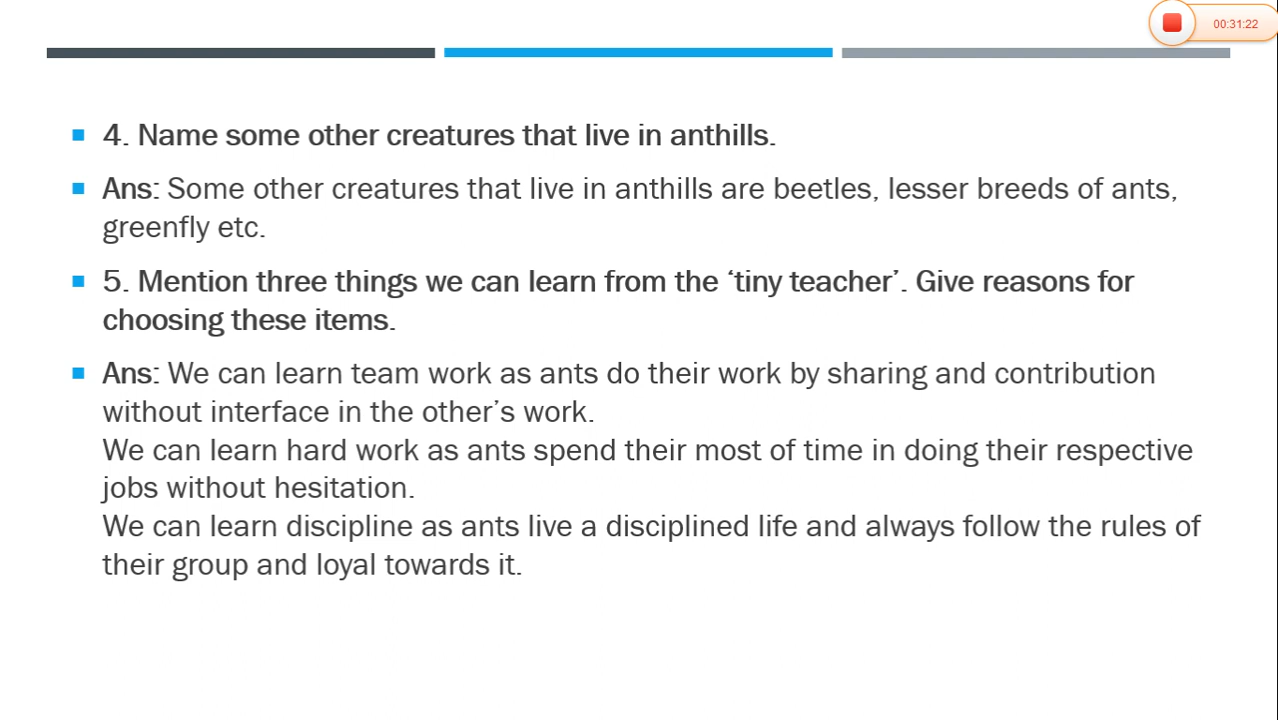 00:31:22
4. Name some other creatures that live in anthills.
Ans: Some other creatures that live in anthills are beetles, lesser breeds of ants,
greenfly etc.
5. Mention three things we can learn from the ‘tiny teacher’. Give reasons for
choosing these items.
Ans: We can learn team work as ants do their work by sharing and contribution
without interface in the other’s work.
We can learn hard work as ants spend their most of time in doing their respective
jobs without hesitation.
We can learn discipline as ants live a disciplined life and always follow the rules of
their group and loyal towards it.